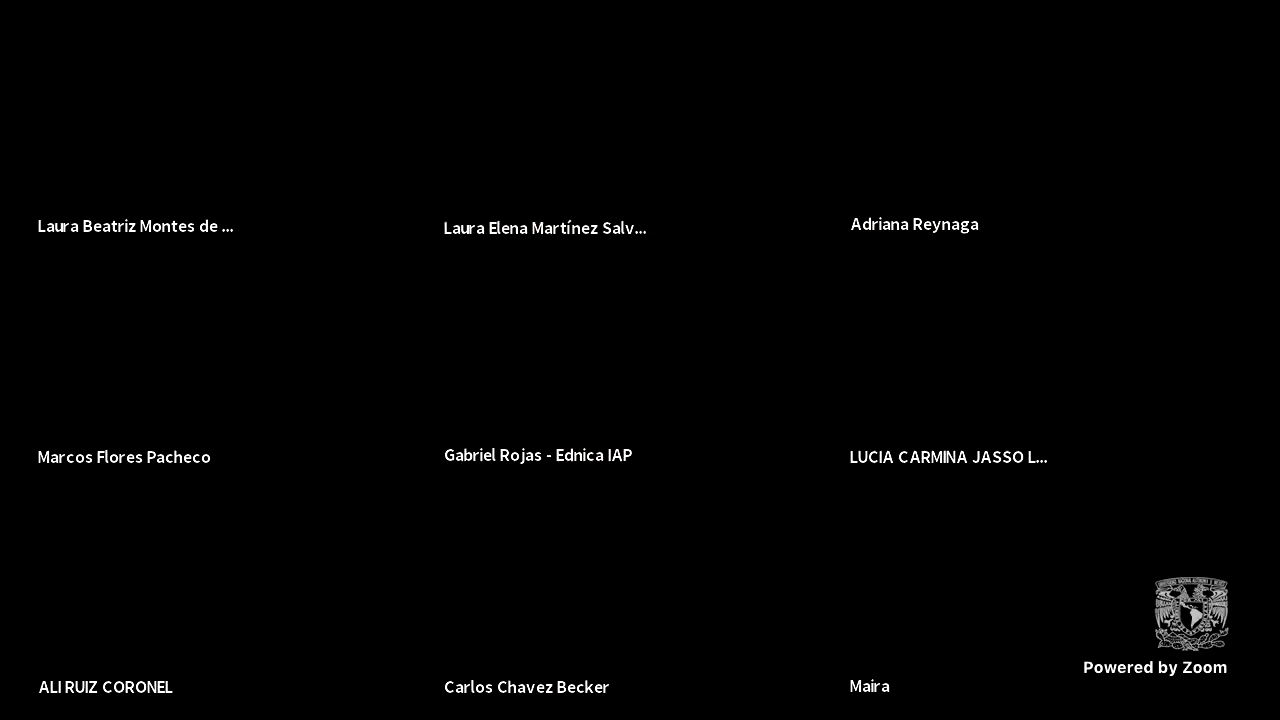 Laura Beatriz Montes de ...
Laura Elena Martínez Salv...
Adriana Reynaga
Marcos Flores Pacheco
Gabriel Rojas - Ednica IAP
LUCIA CARMINA JASSO L...
ALI RUIZ CORONEL
Carlos Chavez Becker
Maira
Powered by Zoom